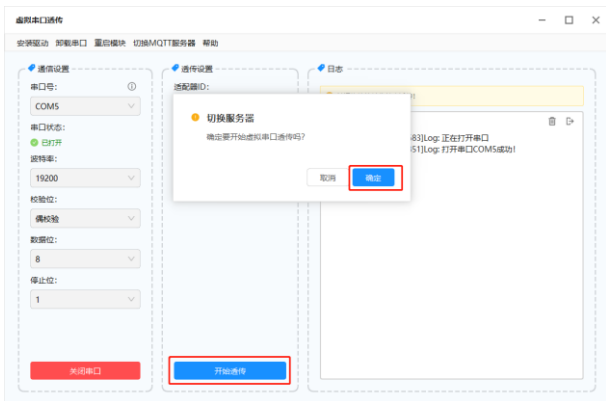 虚拟串口透传
安装驱动 卸载串口 重启模块 切换MQTT服务器 帮助
通信设置
串口号:
COM5
串口状态:
已打开
波特率:
19200
校验位:
偶校验
数据位:
8
停止位:
1
关闭串口
透传设置
适配器ID:
开始透传
日志
83]Log: 正在打开串口
51]Log: 打开串口COM5成功!
切换服务器
确定要开始虚拟串口透传吗?
取消
确定